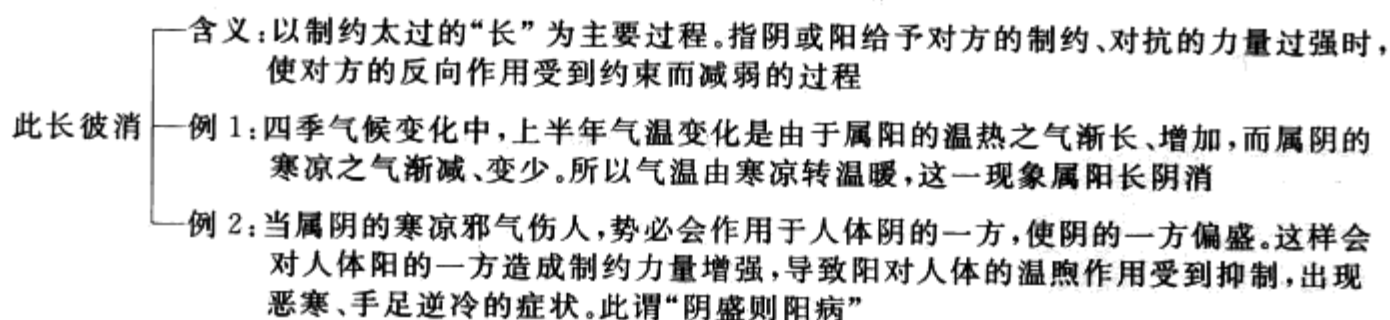 含义:以制约太过的“长”为主要过程。指阴或阳给予对方的制约、对抗的力量过强时,
使对方的反向作用受到约束而减弱的过程
此长彼消
例1:四季气候变化中,上半年气温变化是由于属阳的温热之气渐长、增加,而属阴的
寒凉之气渐减、变少。所以气温由寒凉转温暖,这一现象属阳长阴消
例2:当属阴的寒凉邪气伤人,势必会作用于人体阴的一方,使阴的一方偏盛。这样会
对人体阳的一方造成制约力量增强,导致阳对人体的温煦作用受到抑制,出现
恶寒、手足逆冷的症状。此谓“阴盛则阳病”